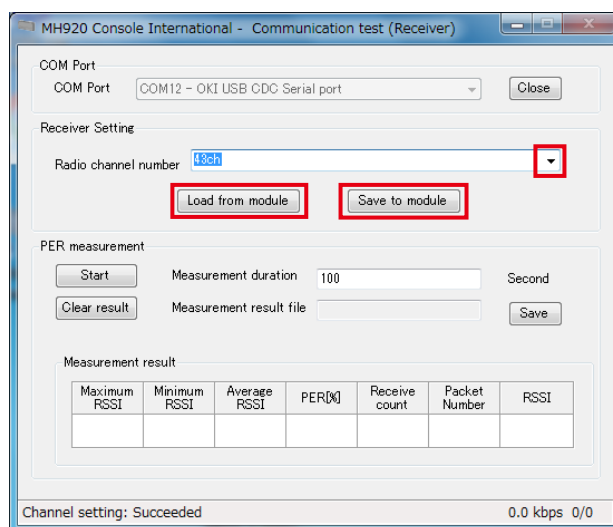 MH920 Console International - Communication test (Receiver)
COM Port
COM Port COM12 - OKI USB CDC Serial port Close
Receiver Setting
Radio channel number 43ch
Load from module Save to module
PER measurement
Start Measurement duration 100 Second
Clear result Measurement result file Save
Measurement result
Maximum RSSI Minimum RSSI Average RSSI PER[%] Receive count Packet Number RSSI
Channel setting: Succeeded 0.0 kbps 0/0